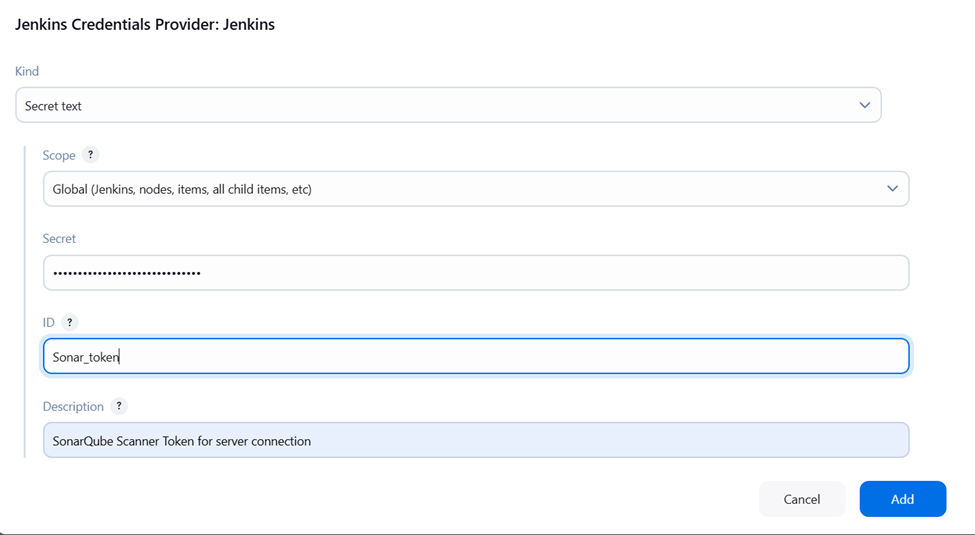 Jenkins Credentials Provider: Jenkins
Kind
Secret text
Scope ?
Global (Jenkins, nodes, items, all child items, etc)
Secret
••••••••••••••••••••••••••••••
ID ?
Sonar_token
Description ?
SonarQube Scanner Token for server connection
Cancel Add